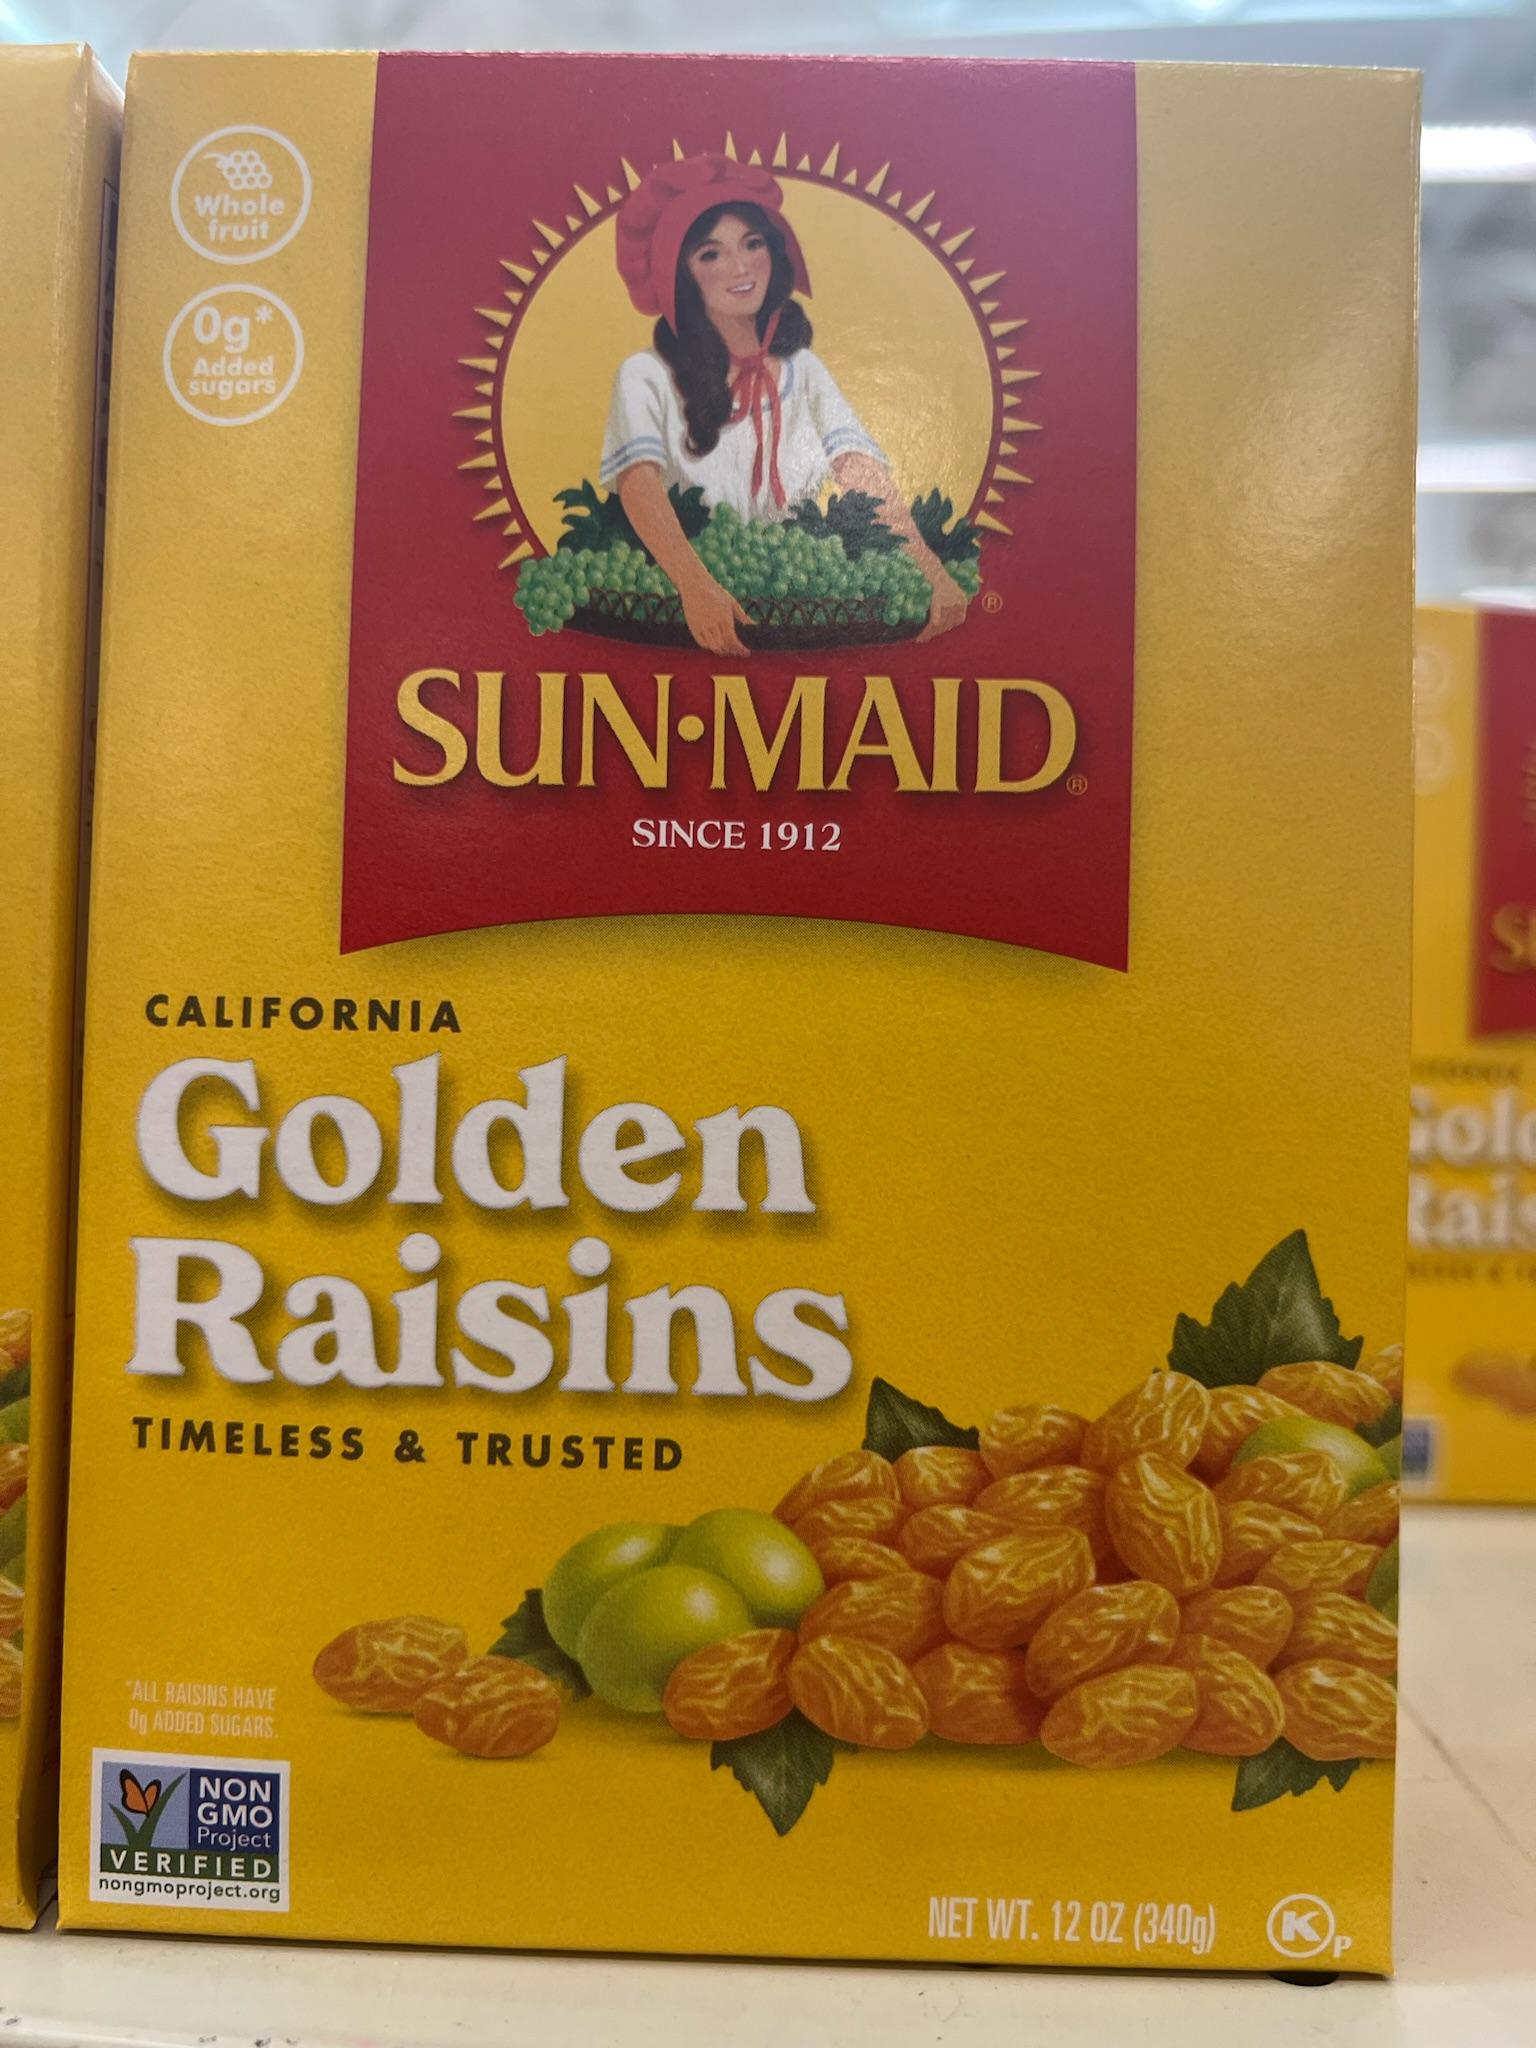 Whole
fruit
0g*
Added
sugars
SUN•MAID®
SINCE 1912
CALIFORNIA
Golden
Raisins
TIMELESS & TRUSTED
*ALL RAISINS HAVE
0g ADDED SUGARS.
NON
GMO
Project
VERIFIED
nongmoproject.org
NET WT. 12 OZ (340g)
K P